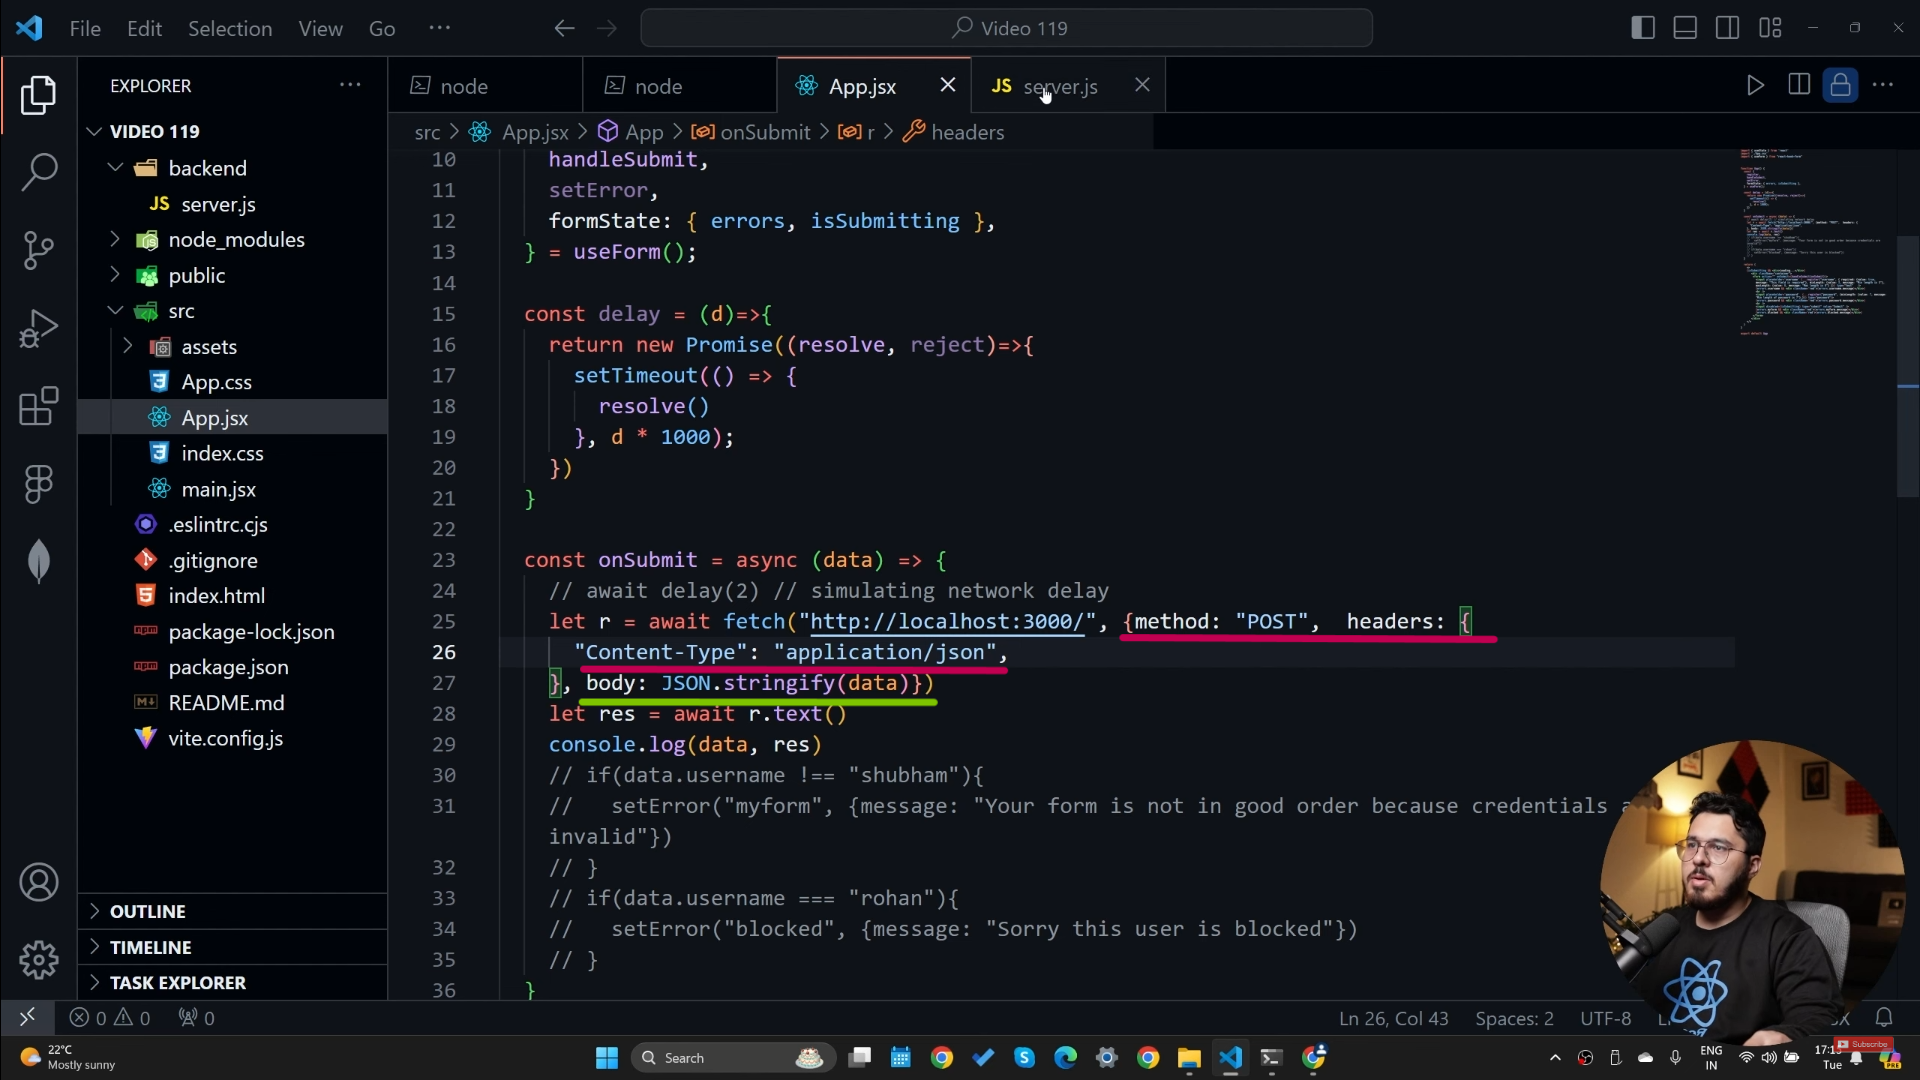 File Edit Selection View Go ···
Video 119
EXPLORER ···
node
node
App.jsx
JS server.js
src > App.jsx > App > onSubmit > r > headers
VIDEO 119
backend
JS server.js
node_modules
public
src
assets
App.css
App.jsx
index.css
main.jsx
.eslintrc.cjs
.gitignore
index.html
package-lock.json
package.json
README.md
vite.config.js
OUTLINE
TIMELINE
TASK EXPLORER
10 handleSubmit,
11 setError,
12 formState: { errors, isSubmitting },
13 } = useForm();
14
15 const delay = (d)=>{
16 return new Promise((resolve, reject)=>{
17 setTimeout(() => {
18 resolve()
19 }, d * 1000);
20 })
21 }
22
23 const onSubmit = async (data) => {
24 // await delay(2) // simulating network delay
25 let r = await fetch("http://localhost:3000/", {method: "POST",  headers: {
26 "Content-Type": "application/json",
27 }, body: JSON.stringify(data)})
28 let res = await r.text()
29 console.log(data, res)
30 // if(data.username !== "shubham"){
31 //   setError("myform", {message: "Your form is not in good order because credentials
invalid"})
32 // }
33 // if(data.username === "rohan"){
34 //   setError("blocked", {message: "Sorry this user is blocked"})
35 // }
36 }
0 0 0
Ln 26, Col 43 Spaces: 2 UTF-8
22°C
Mostly sunny
Search
ENG
IN
Tue
Subscribe